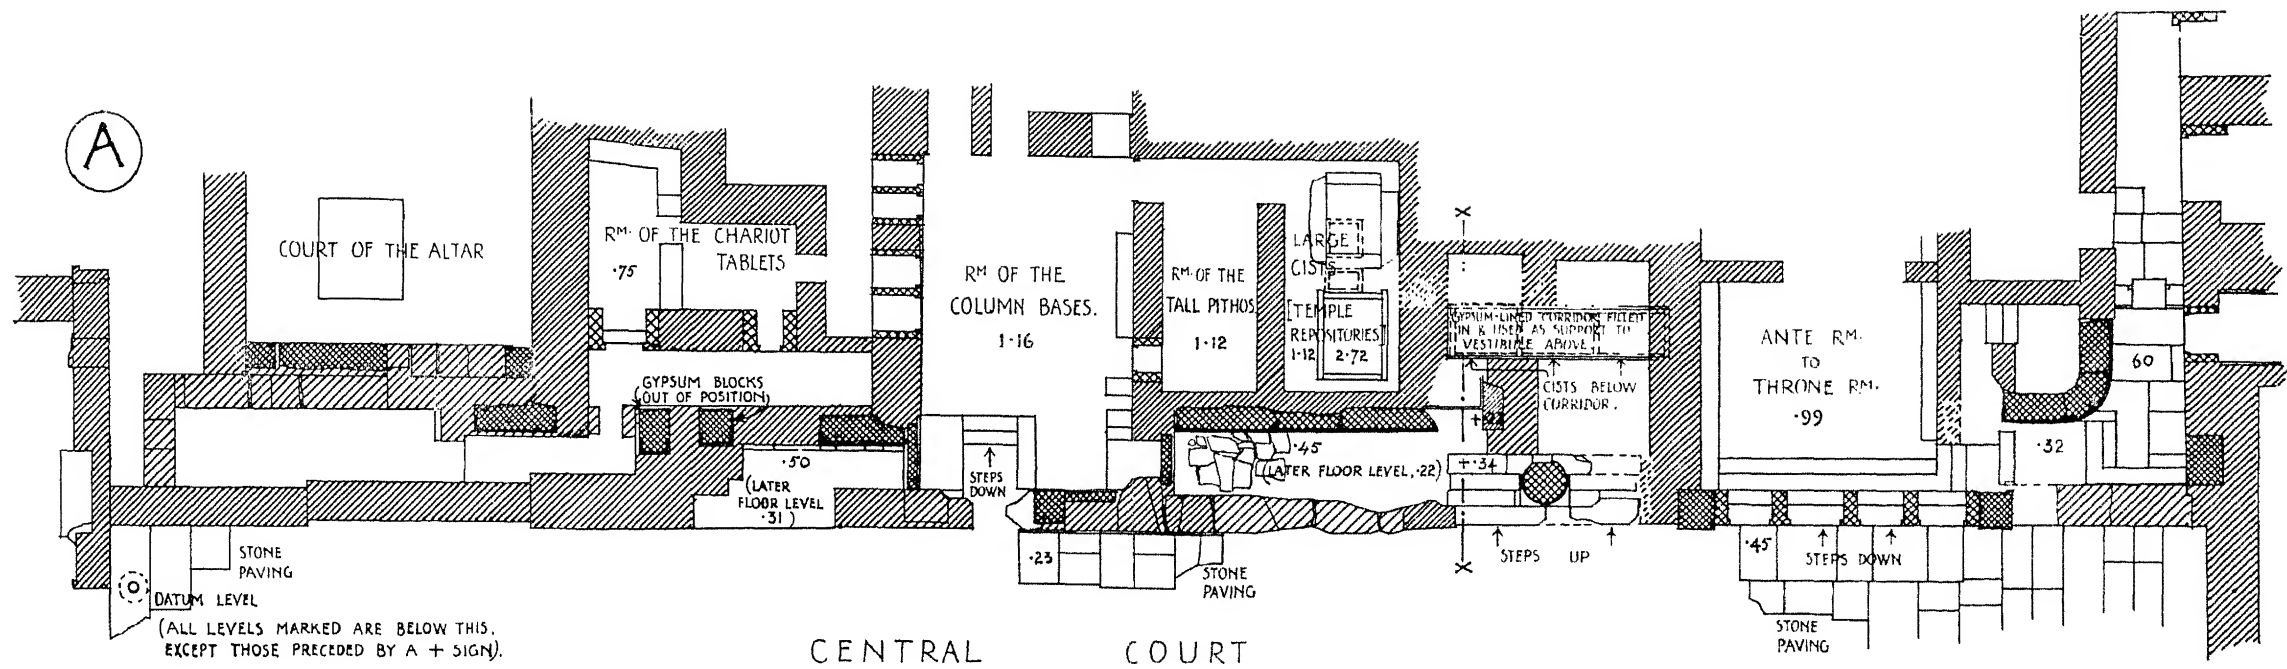 A
COURT OF THE ALTAR
RM. OF THE CHARIOT
TABLETS
.75
RM OF THE
COLUMN BASES.
1.16
RM. OF THE
TALL PITHOS
1.12
LARGE
CISTS
[TEMPLE
REPOSITORIES]
1.12 2.72
X
GYPSUM-LINED CORRIDOR FILLED
IN & USED AS SUPPORT TO
VESTIBULE ABOVE
CISTS BELOW
CORRIDOR.
ANTE RM.
TO
THRONE RM.
.99
60
.32
GYPSUM BLOCKS
(OUT OF POSITION)
.50
(LATER
FLOOR LEVEL
.31)
STEPS
DOWN
.45
(LATER FLOOR LEVEL, .22)
+.34
STEPS UP
X
.45
STEPS DOWN
STONE
PAVING
STONE
PAVING
.23
STONE
PAVING
DATUM LEVEL
(ALL LEVELS MARKED ARE BELOW THIS,
EXCEPT THOSE PRECEDED BY A + SIGN).
CENTRAL COURT